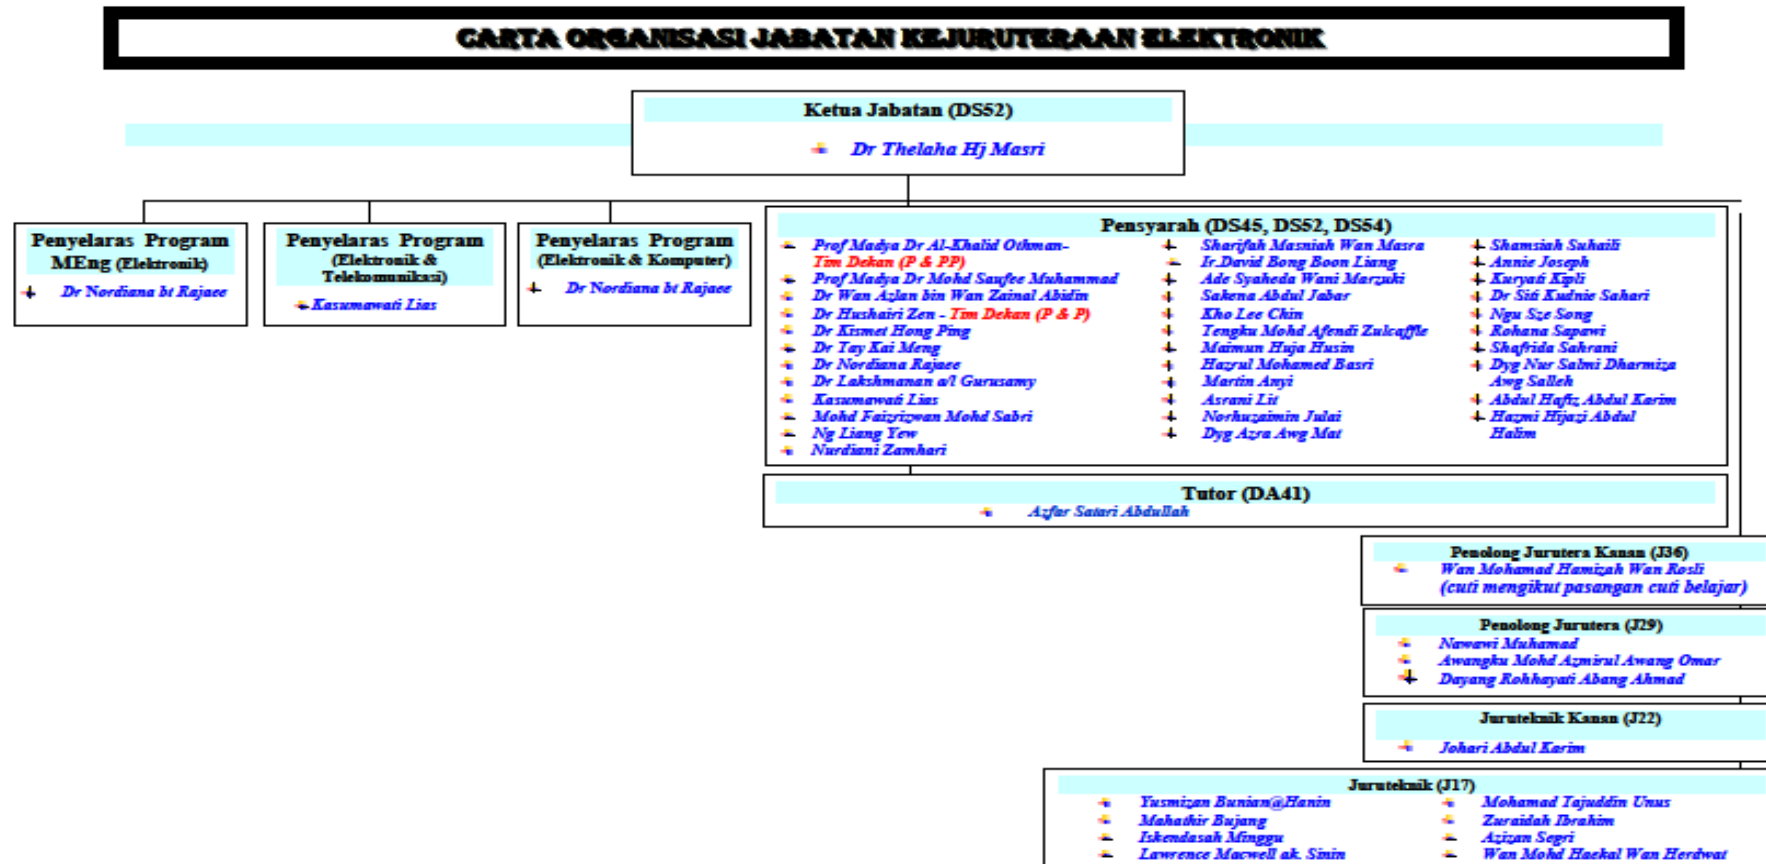 CARTA ORGANISASI JABATAN KEJURUTERAAN ELEKTRONIK
Ketua Jabatan (DS52)
Dr Thelaha Hj Masri
Penyelaras Program
MEng (Elektronik)
Dr Nordiana bt Rajaee
Penyelaras Program
(Elektronik &
Telekomunikasi)
Kasumawati Lias
Penyelaras Program
(Elektronik & Komputer)
Dr Nordiana bt Rajaee
Pensyarah (DS45, DS52, DS54)
Prof Madya Dr Al-Khalid Othman-
Tim Dekan (P & PP)
Prof Madya Dr Mohd Saufee Muhammad
Dr Wan Azlan bin Wan Zainal Abidin
Dr Hushairi Zen - Tim Dekan (P & P)
Dr Kismet Hong Ping
Dr Tay Kai Meng
Dr Nordiana Rajaee
Dr Lakshmanan a/l Gurusamy
Kasumawati Lias
Mohd Faizrizwan Mohd Sabri
Ng Liang Yew
Nurdiani Zamhari
Sharifah Masniah Wan Masra
Ir.David Bong Boon Liang
Ade Syaheda Wani Marzuki
Sakena Abdul Jabar
Kho Lee Chin
Tengku Mohd Afendi Zulcaffle
Maimun Huja Husin
Hazrul Mohamed Basri
Martin Anyi
Asrani Lit
Norhuzaimin Julai
Dyg Azra Awg Mat
Shamsiah Suhaili
Annie Joseph
Kuryati Kipli
Dr Siti Kudnie Sahari
Ngu Sze Song
Rohana Sapawi
Shafrida Sahrani
Dyg Nur Salmi Dharmiza
Awg Salleh
Abdul Hafiz Abdul Karim
Hazmi Hijazi Abdul
Halim
Tutor (DA41)
Azfar Satari Abdullah
Penolong Jurutera Kanan (J36)
Wan Mohamad Hamizah Wan Rosli
(cuti mengikut pasangan cuti belajar)
Penolong Jurutera (J29)
Nawawi Muhamad
Awangku Mohd Azmirul Awang Omar
Dayang Rohhayati Abang Ahmad
Juruteknik Kanan (J22)
Johari Abdul Karim
Juruteknik (J17)
Yusmizan Bunian@Hanin
Mahathir Bujang
Iskendasah Minggu
Lawrence Macwell ak. Sinin
Mohamad Tajuddin Unus
Zuraidah Ibrahim
Azizan Segri
Wan Mohd Haekal Wan Herdwat